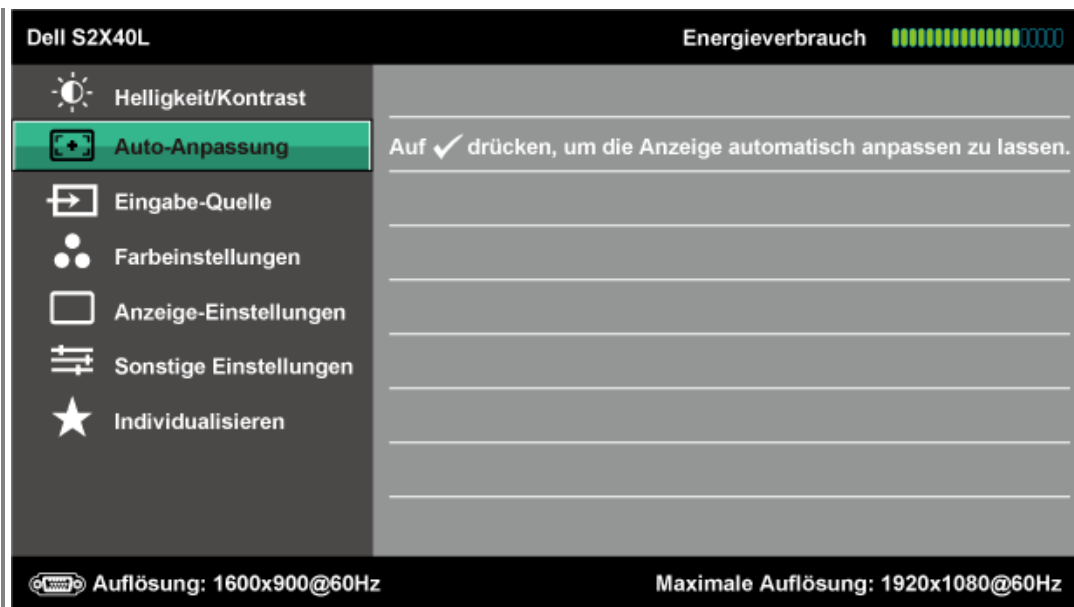 Dell S2X40L
Energieverbrauch
Helligkeit/Kontrast
Auto-Anpassung
Auf ✓ drücken, um die Anzeige automatisch anpassen zu lassen.
Eingabe-Quelle
Farbeinstellungen
Anzeige-Einstellungen
Sonstige Einstellungen
Individualisieren
Auflösung: 1600x900@60Hz
Maximale Auflösung: 1920x1080@60Hz